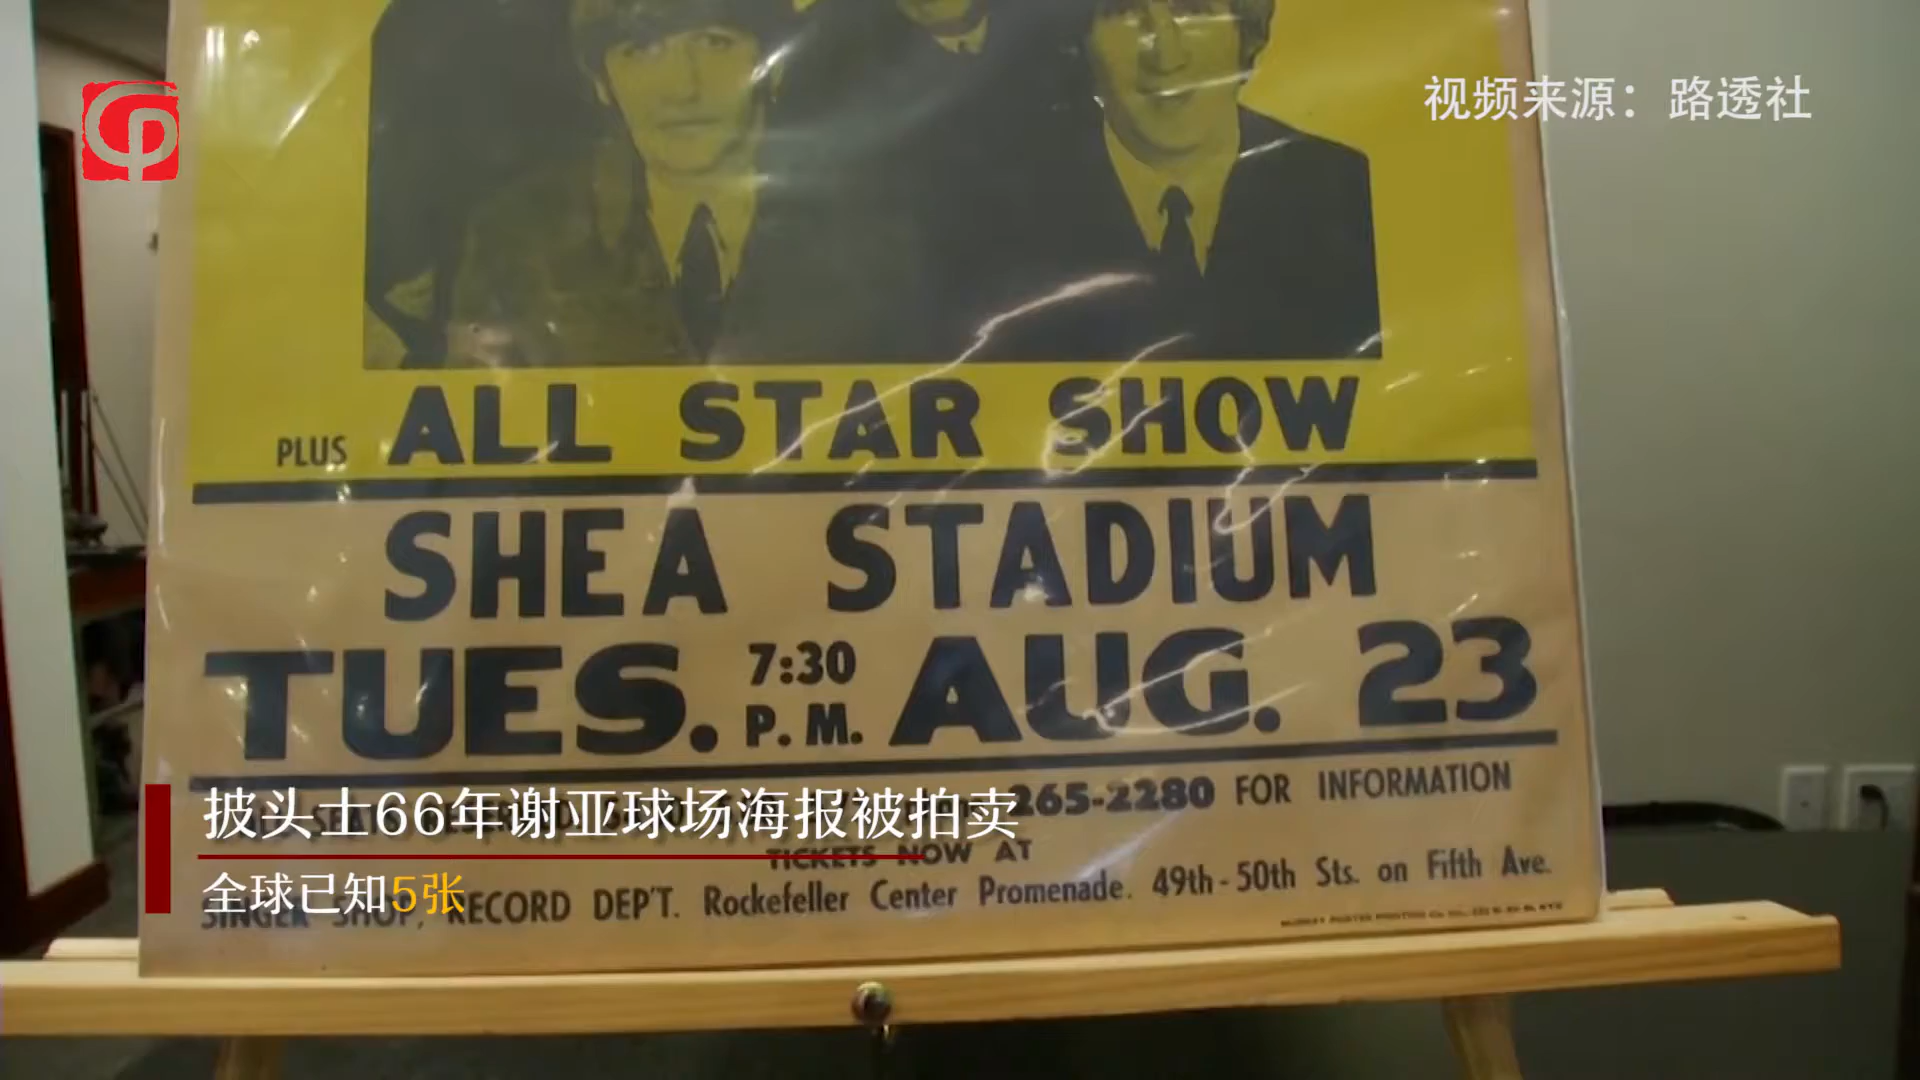 视频来源：路透社
PLUS ALL STAR SHOW
SHEA STADIUM
TUES. 7:30 P.M. AUG. 23
265-2280 FOR INFORMATION
披头士66年谢亚球场海报被拍卖
TICKETS NOW AT
全球已知5张
SINGER SHOP, RECORD DEP'T. Rockefeller Center Promenade. 49th-50th Sts. on Fifth Ave.